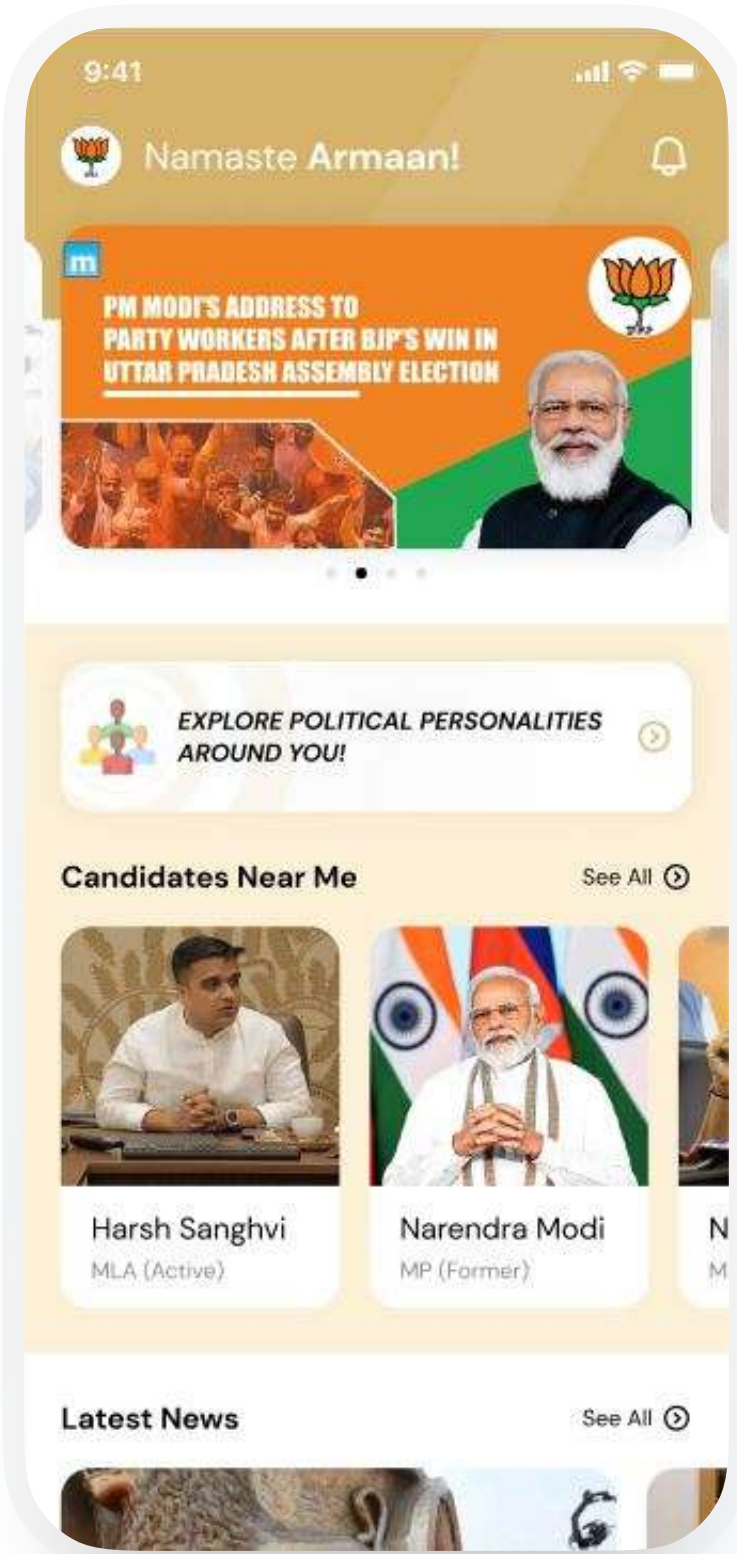 9:41
Namaste Armaan!
m
PM MODI'S ADDRESS TO
PARTY WORKERS AFTER BJP'S WIN IN
UTTAR PRADESH ASSEMBLY ELECTION
EXPLORE POLITICAL PERSONALITIES
AROUND YOU!
Candidates Near Me See All
Harsh Sanghvi Narendra Modi N
MLA (Active) MP (Former) M
Latest News See All